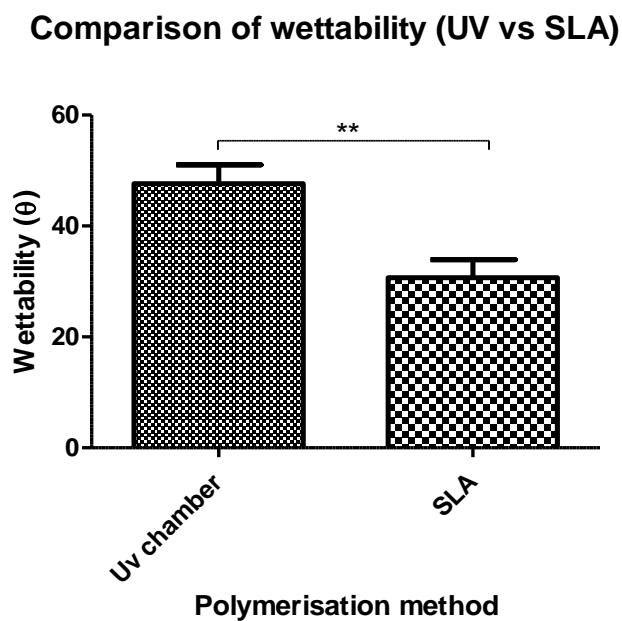 Comparison of wettability (UV vs SLA)
60
**
40
20
0
Wettability (θ)
Uv chamber
SLA
Polymerisation method